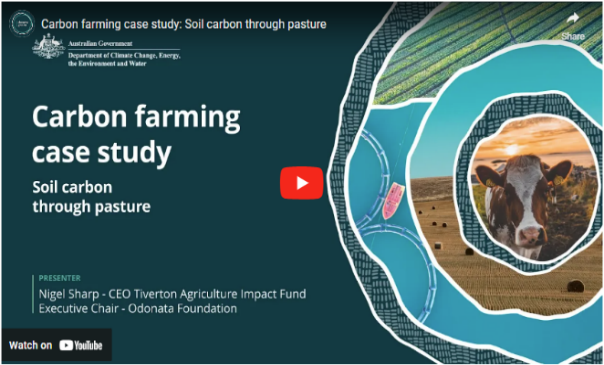 Carbon farming case study: Soil carbon through pasture
Share
Australian Government
Department of Climate Change, Energy,
the Environment and Water
Carbon farming
case study
Soil carbon
through pasture
PRESENTER
Nigel Sharp - CEO Tiverton Agriculture Impact Fund
Executive Chair - Odonata Foundation
Watch on YouTube